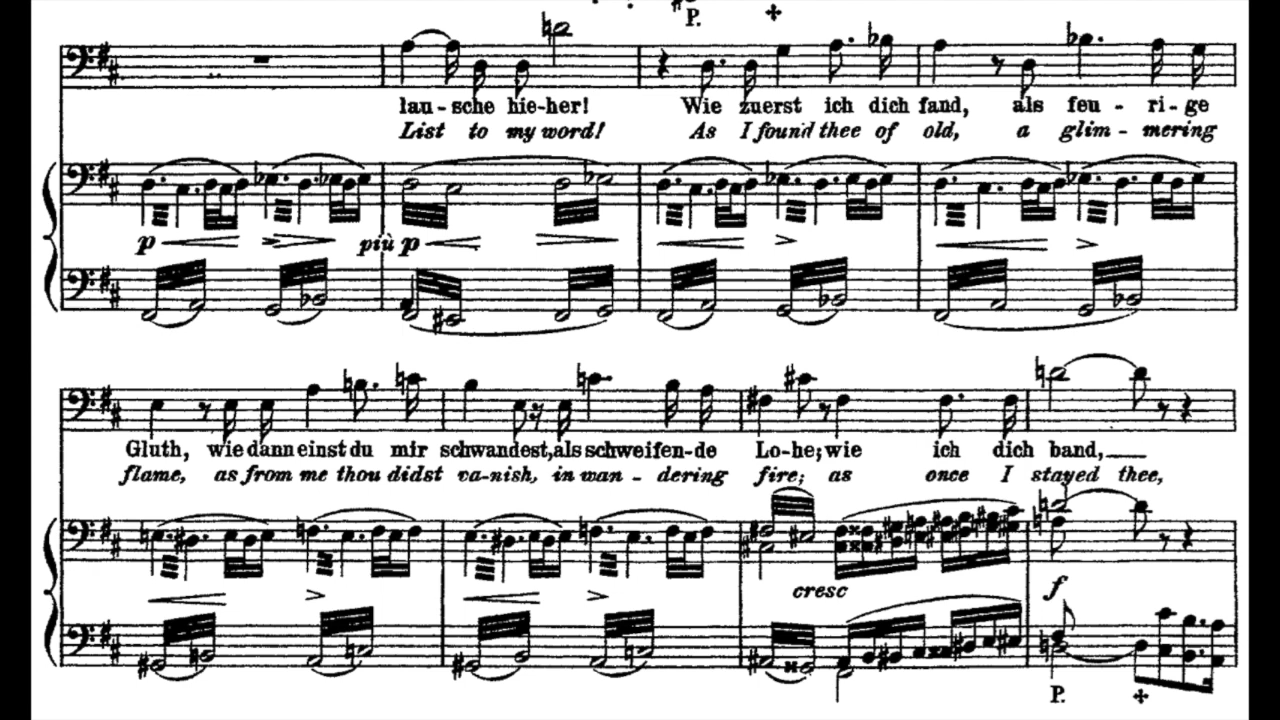 P.
lau - sche hie-her! Wie zuerst ich dich fand, als feu - ri - ge
List to my word! As I found thee of old, a glim - mering
p più p
Gluth, wie dann einst du mir schwandest, als schweifen-de Lo-he; wie ich dich band,
flame, as from me thou didst va-nish, in wan - dering fire; as once I stayed thee,
cresc f
P.